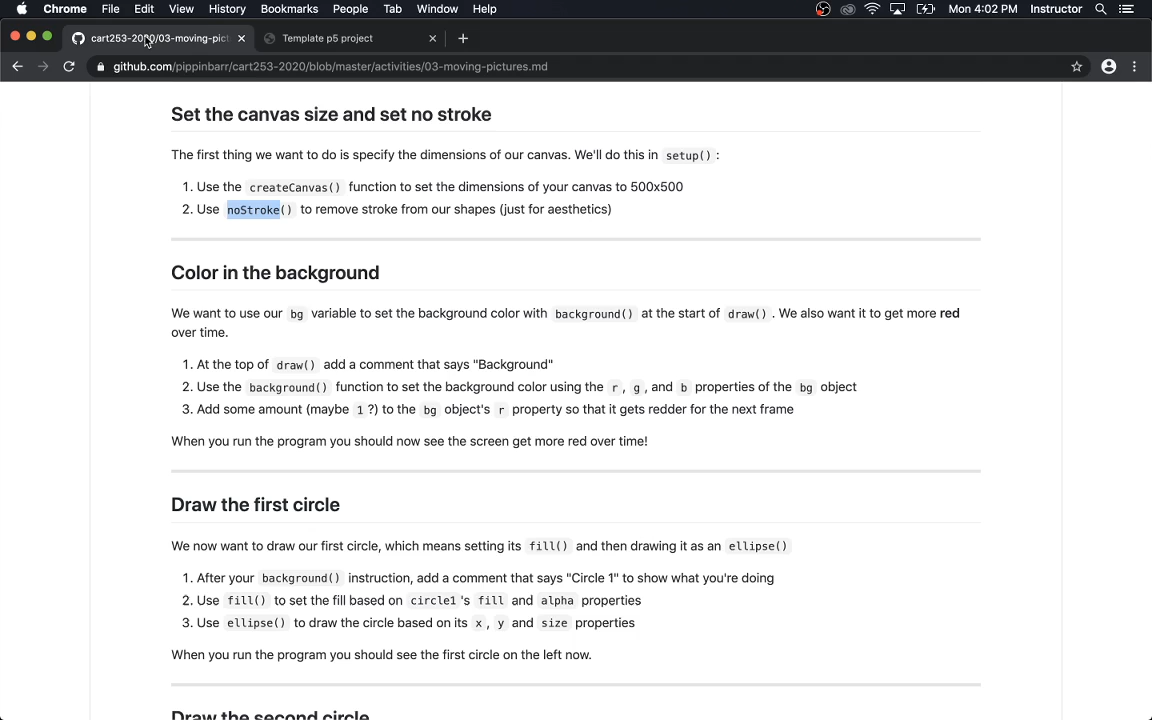 Chrome File Edit View History Bookmarks People Tab Window Help Mon 4:02 PM Instructor
cart253-2020/03-moving-pict Template p5 project
github.com/pippinbarr/cart253-2020/blob/master/activities/03-moving-pictures.md
Set the canvas size and set no stroke
The first thing we want to do is specify the dimensions of our canvas. We'll do this in setup() :
1. Use the createCanvas() function to set the dimensions of your canvas to 500x500
2. Use noStroke() to remove stroke from our shapes (just for aesthetics)
Color in the background
We want to use our bg variable to set the background color with background() at the start of draw() . We also want it to get more red
over time.
1. At the top of draw() add a comment that says "Background"
2. Use the background() function to set the background color using the r , g , and b properties of the bg object
3. Add some amount (maybe 1 ?) to the bg object's r property so that it gets redder for the next frame
When you run the program you should now see the screen get more red over time!
Draw the first circle
We now want to draw our first circle, which means setting its fill() and then drawing it as an ellipse()
1. After your background() instruction, add a comment that says "Circle 1" to show what you're doing
2. Use fill() to set the fill based on circle1 's fill and alpha properties
3. Use ellipse() to draw the circle based on its x , y and size properties
When you run the program you should see the first circle on the left now.
Draw the second circle